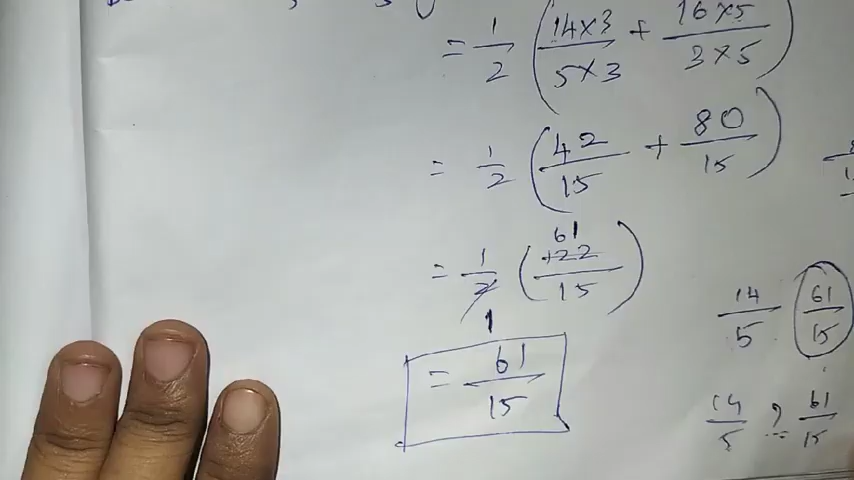 = 1/2 (14×3/5×3 + 16×5/3×5)
= 1/2 (42/15 + 80/15)
= 1/2 (122/15) 61
1
= 61/15
14/5 61/15
14/5 ? 61/15